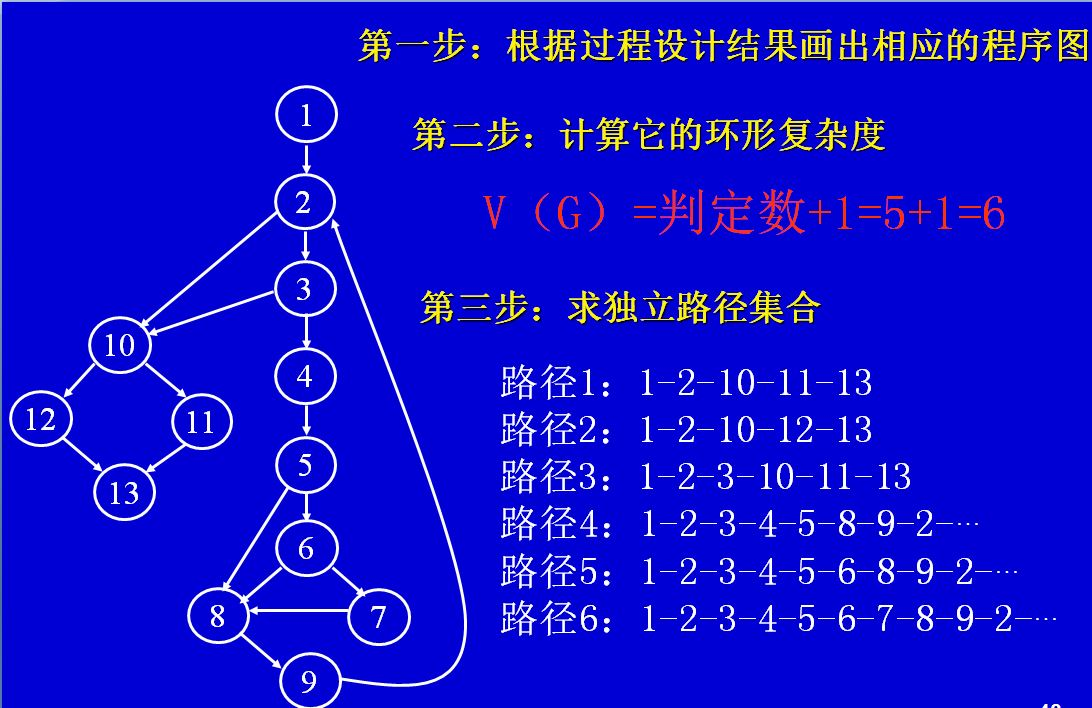 第一步：根据过程设计结果画出相应的程序图
1
第二步：计算它的环形复杂度
2
V（G）=判定数+1=5+1=6
3
第三步：求独立路径集合
10
4
路径1：1-2-10-11-13
12
11
路径2：1-2-10-12-13
5
路径3：1-2-3-10-11-13
13
路径4：1-2-3-4-5-8-9-2-…
6
路径5：1-2-3-4-5-6-8-9-2-…
8
7
路径6：1-2-3-4-5-6-7-8-9-2-…
9